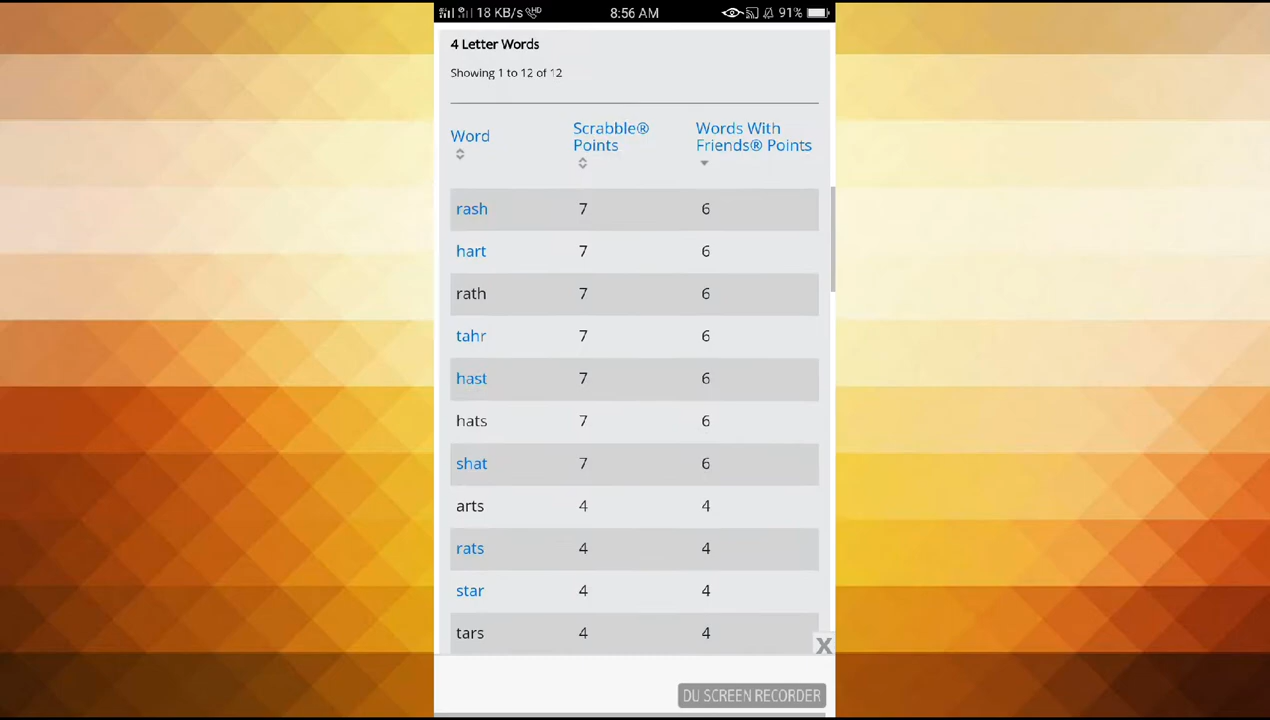 18 KB/s HD 8:56 AM 91%
4 Letter Words
Showing 1 to 12 of 12
Word Scrabble® Points Words With Friends® Points
rash 7 6
hart 7 6
rath 7 6
tahr 7 6
hast 7 6
hats 7 6
shat 7 6
arts 4 4
rats 4 4
star 4 4
tars 4 4
X
DU SCREEN RECORDER